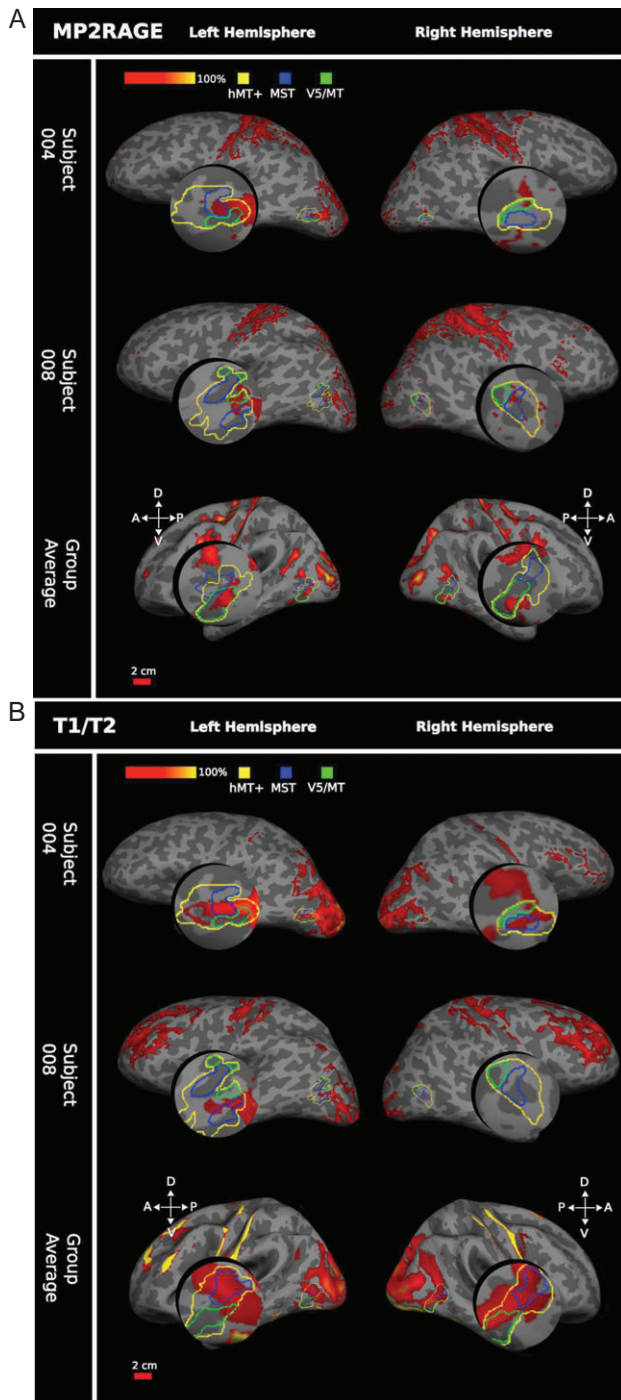 A
MP2RAGE Left Hemisphere Right Hemisphere
100% hMT+ MST V5/MT
Subject
004
Subject
008
D
A P
V
D
P A
V
Group
Average
2 cm
B
T1/T2 Left Hemisphere Right Hemisphere
100% hMT+ MST V5/MT
Subject
004
Subject
008
D
A P
V
D
P A
V
Group
Average
2 cm